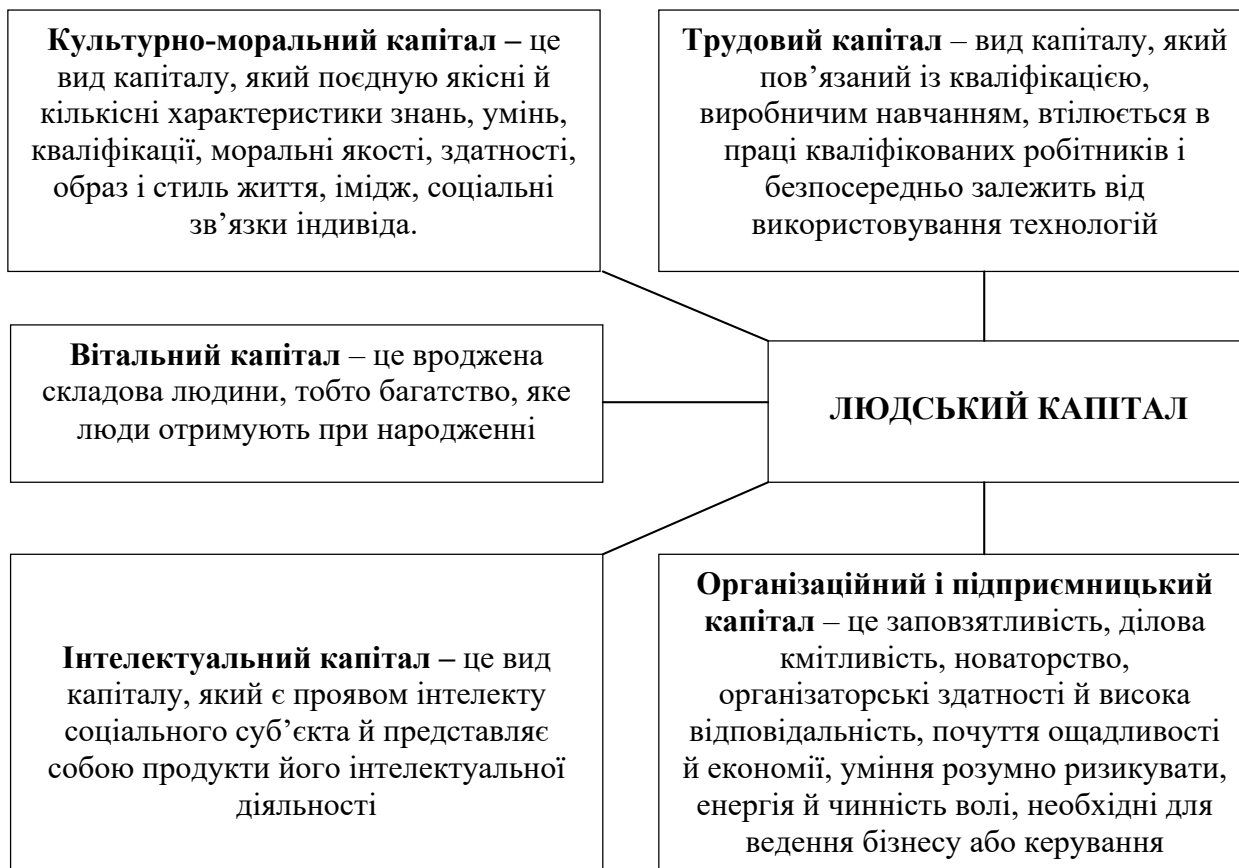 Культурно-моральний капітал – це
вид капіталу, який поєдную якісні й
кількісні характеристики знань, умінь,
кваліфікації, моральні якості, здатності,
образ і стиль життя, імідж, соціальні
зв’язки індивіда.
Трудовий капітал – вид капіталу, який
пов’язаний із кваліфікацією,
виробничим навчанням, втілюється в
праці кваліфікованих робітників і
безпосередньо залежить від
використовування технологій
Вітальний капітал – це вроджена
складова людини, тобто багатство, яке
люди отримують при народженні
ЛЮДСЬКИЙ КАПІТАЛ
Інтелектуальний капітал – це вид
капіталу, який є проявом інтелекту
соціального суб’єкта й представляє
собою продукти його інтелектуальної
діяльності
Організаційний і підприємницький
капітал – це заповзятливість, ділова
кмітливість, новаторство,
організаторські здатності й висока
відповідальність, почуття ощадливості
й економії, уміння розумно ризикувати,
енергія й чинність волі, необхідні для
ведення бізнесу або керування